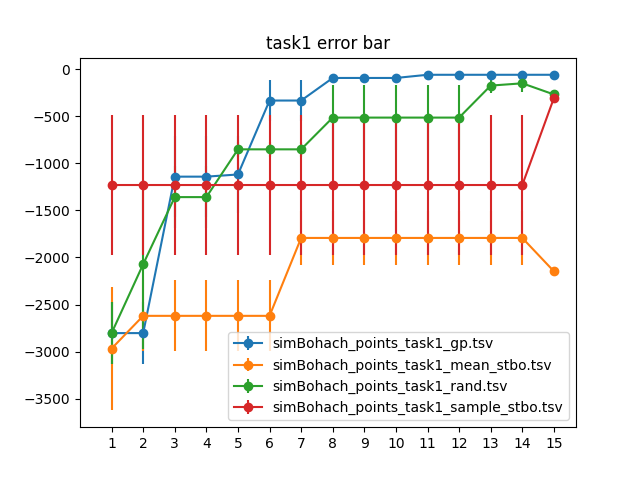 task1 error bar
0
−500
−1000
−1500
−2000
−2500
−3000
−3500
simBohach_points_task1_gp.tsv
simBohach_points_task1_mean_stbo.tsv
simBohach_points_task1_rand.tsv
simBohach_points_task1_sample_stbo.tsv
1 2 3 4 5 6 7 8 9 10 11 12 13 14 15